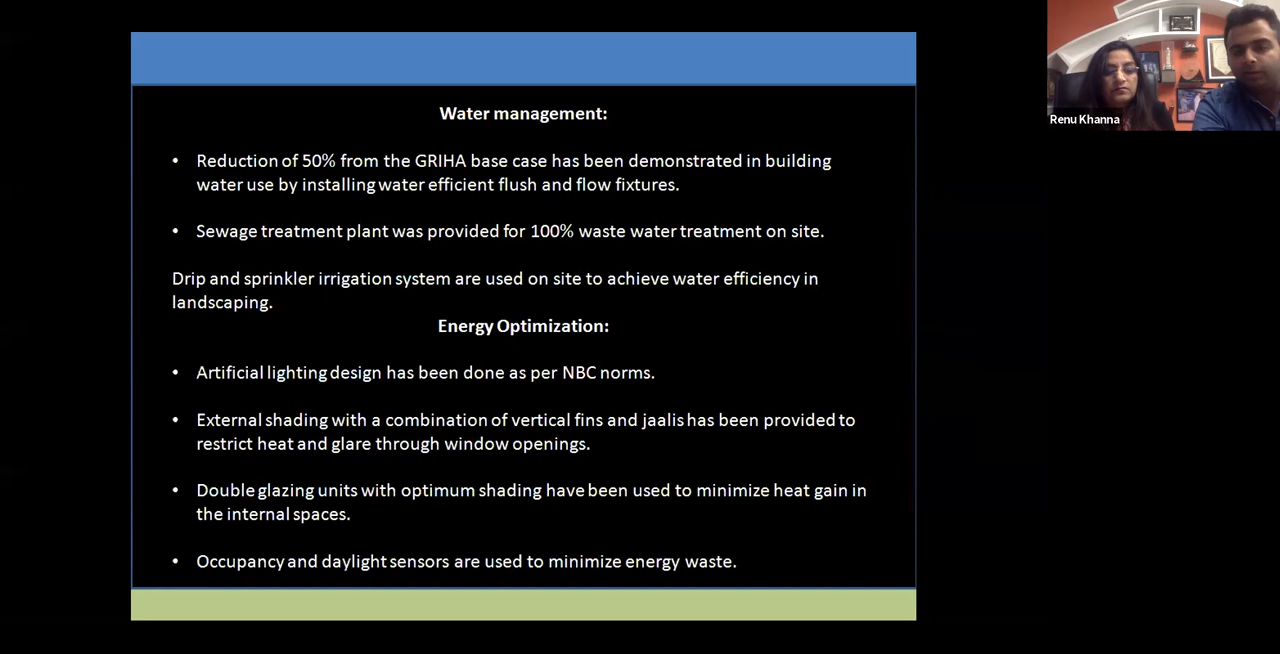 Water management:
• Reduction of 50% from the GRIHA base case has been demonstrated in building
water use by installing water efficient flush and flow fixtures.
• Sewage treatment plant was provided for 100% waste water treatment on site.
Drip and sprinkler irrigation system are used on site to achieve water efficiency in
landscaping.
Energy Optimization:
• Artificial lighting design has been done as per NBC norms.
• External shading with a combination of vertical fins and jaalis has been provided to
restrict heat and glare through window openings.
• Double glazing units with optimum shading have been used to minimize heat gain in
the internal spaces.
• Occupancy and daylight sensors are used to minimize energy waste.
Renu Khanna